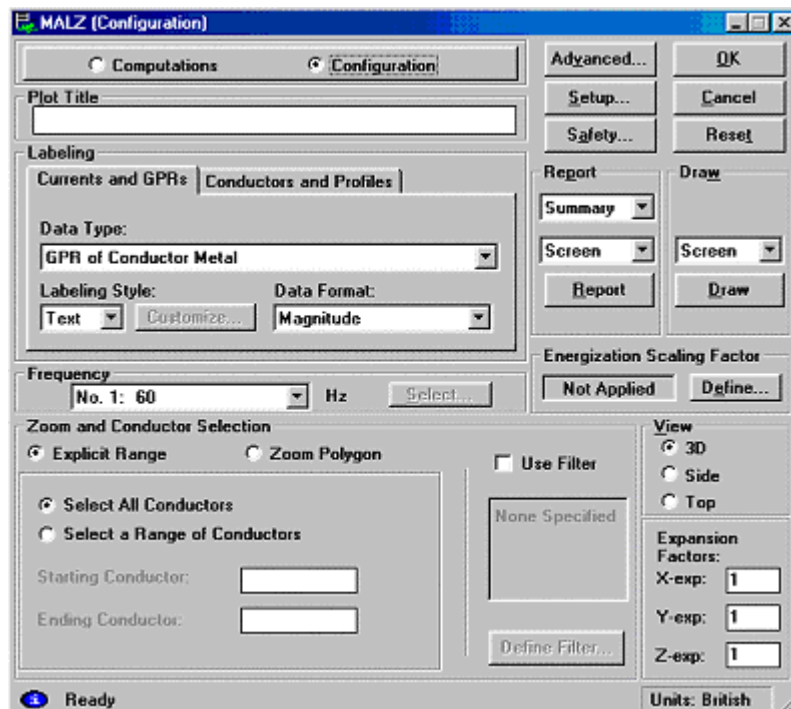 MALZ (Configuration)
Computations
Configuration
Advanced...
OK
Plot Title
Setup...
Cancel
Safety...
Reset
Labeling
Currents and GPRs
Conductors and Profiles
Report
Draw
Summary
Data Type:
GPR of Conductor Metal
Screen
Screen
Labeling Style:
Data Format:
Text
Customize...
Magnitude
Report
Draw
Energization Scaling Factor
Frequency
No. 1: 60
Hz
Select...
Not Applied
Define...
Zoom and Conductor Selection
View
Explicit Range
Zoom Polygon
3D
Use Filter
Side
Select All Conductors
Top
Select a Range of Conductors
None Specified
Expansion Factors:
Starting Conductor:
X-exp: 1
Ending Conductor:
Y-exp: 1
Define Filter...
Z-exp: 1
Ready
Units: British